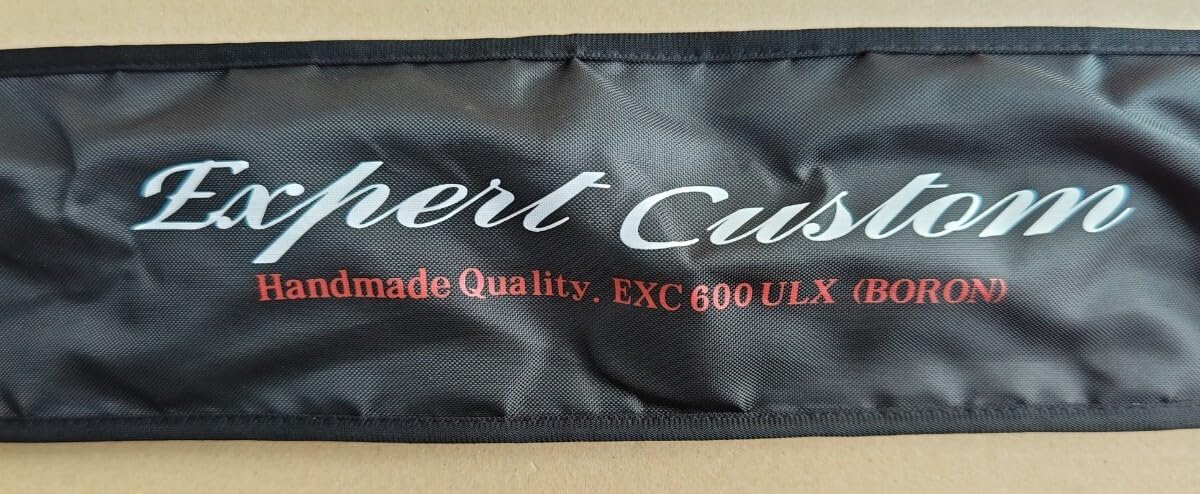 Expert Custom
Handmade Quality. EXC 600 ULX (BORON)